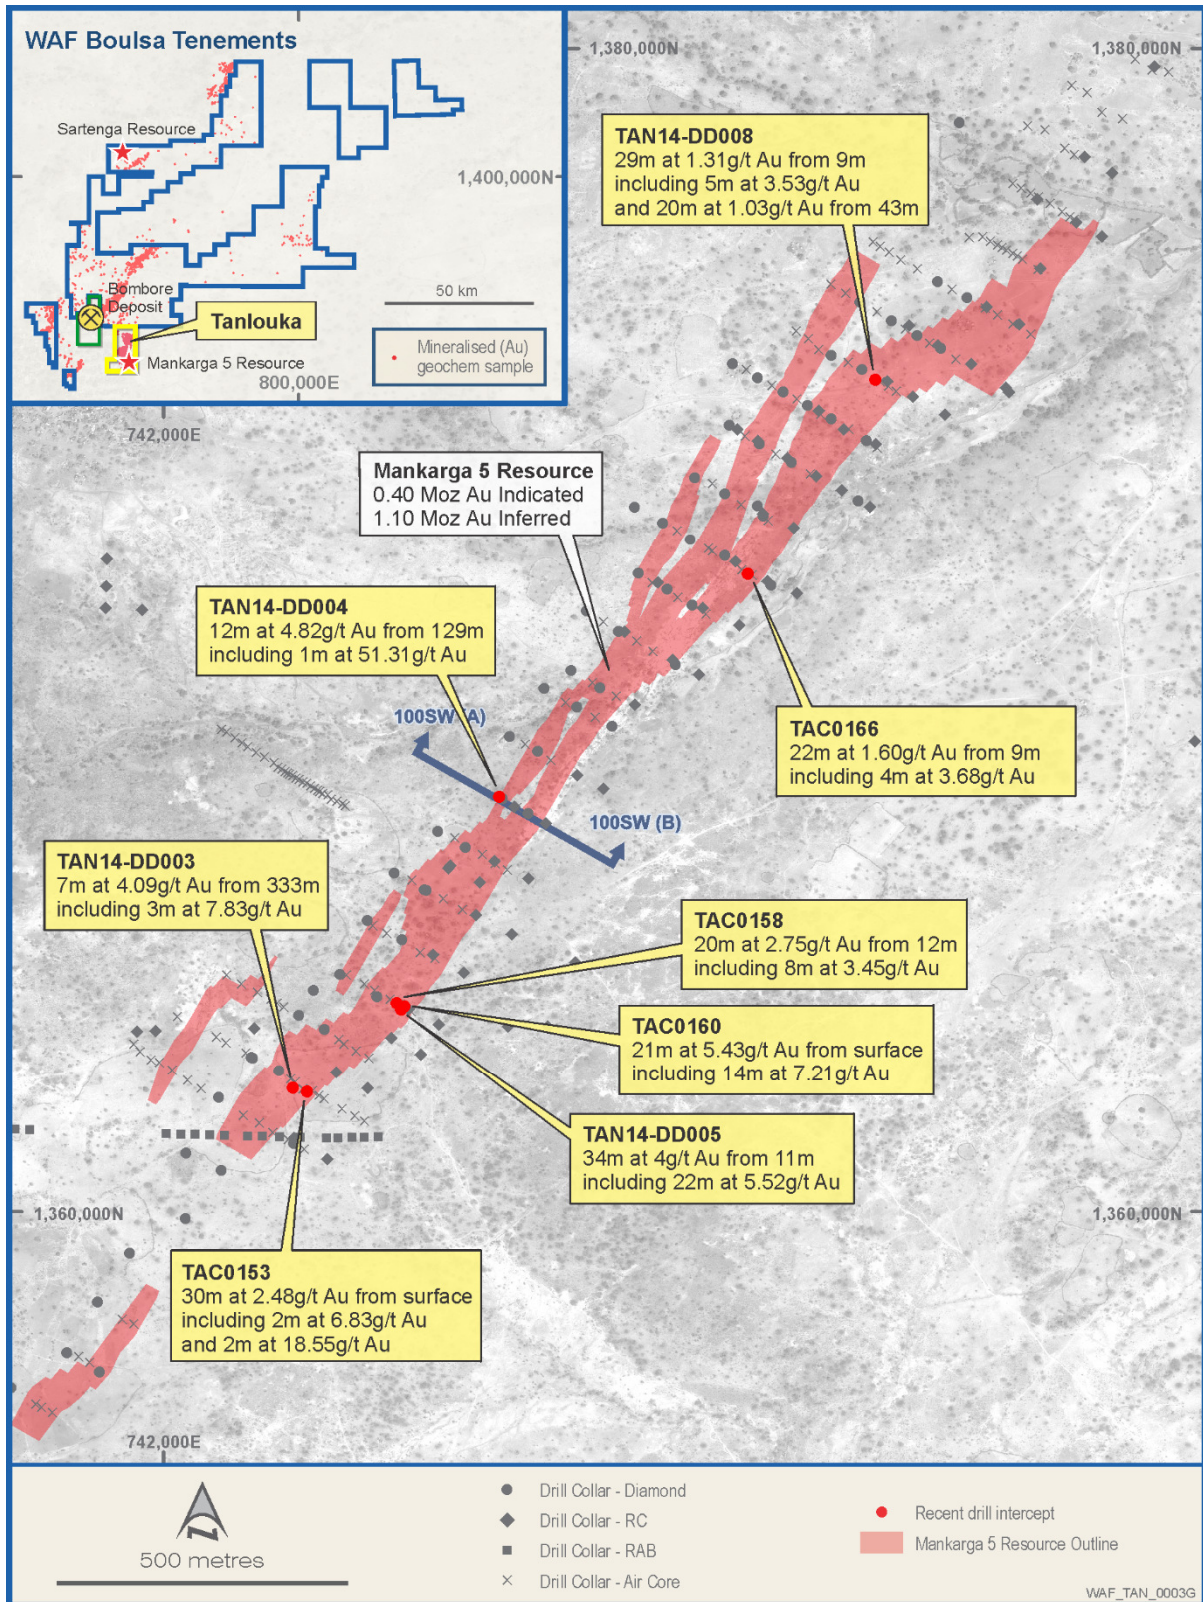 WAF Boulsa Tenements
Sartenga Resource
1,400,000N
Bombore
Deposit
50 km
Tanlouka
Mankarga 5 Resource
Mineralised (Au)
geochem sample
800,000E
1,380,000N
1,380,000N
742,000E
TAN14-DD008
29m at 1.31g/t Au from 9m
including 5m at 3.53g/t Au
and 20m at 1.03g/t Au from 43m
Mankarga 5 Resource
0.40 Moz Au Indicated
1.10 Moz Au Inferred
TAN14-DD004
12m at 4.82g/t Au from 129m
including 1m at 51.31g/t Au
100SW (A)
TAC0166
22m at 1.60g/t Au from 9m
including 4m at 3.68g/t Au
100SW (B)
TAN14-DD003
7m at 4.09g/t Au from 333m
including 3m at 7.83g/t Au
TAC0158
20m at 2.75g/t Au from 12m
including 8m at 3.45g/t Au
TAC0160
21m at 5.43g/t Au from surface
including 14m at 7.21g/t Au
TAN14-DD005
34m at 4g/t Au from 11m
including 22m at 5.52g/t Au
1,360,000N
1,360,000N
TAC0153
30m at 2.48g/t Au from surface
including 2m at 6.83g/t Au
and 2m at 18.55g/t Au
742,000E
N
500 metres
Drill Collar - Diamond
Drill Collar - RC
Drill Collar - RAB
Drill Collar - Air Core
Recent drill intercept
Mankarga 5 Resource Outline
WAF_TAN_0003G